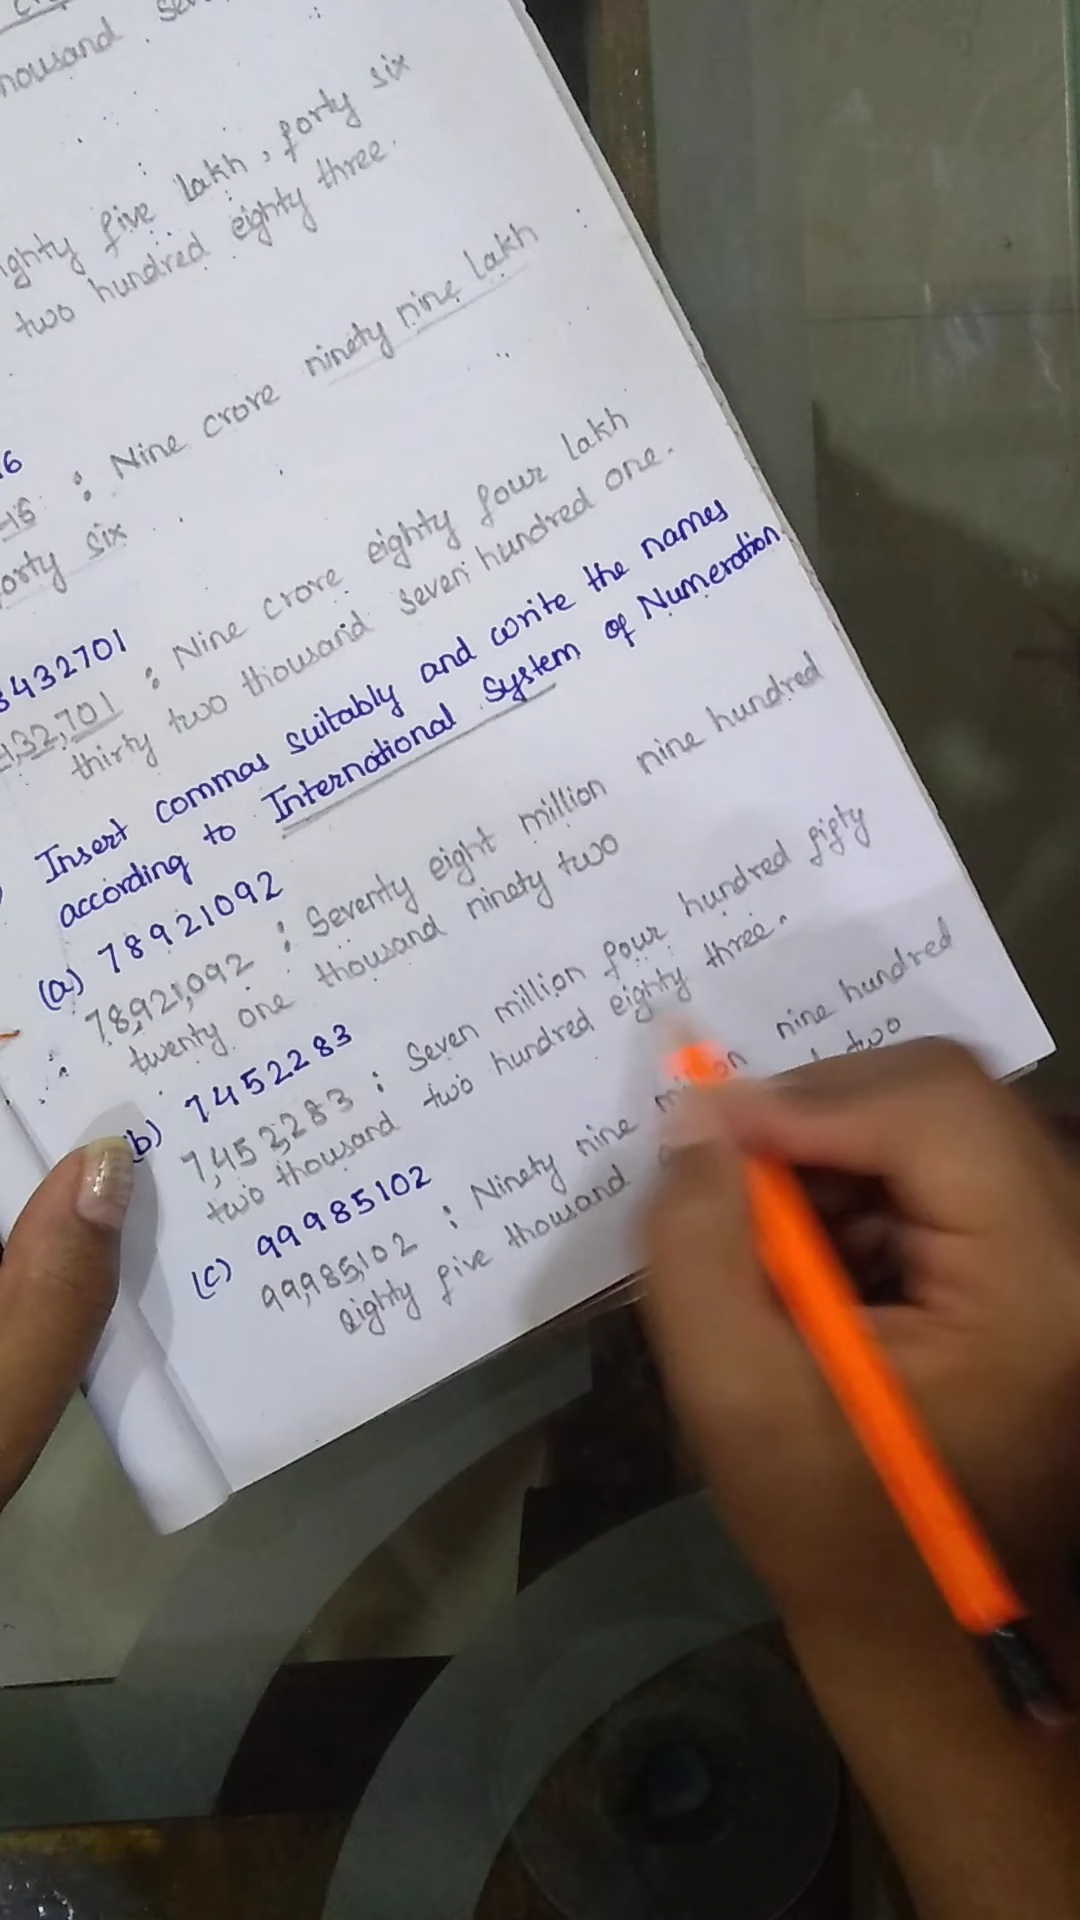 thousand
ighty five lakh, forty six
two hundred eighty three.
: Nine crore ninety nine lakh
orty six
3432701
,32,701 : Nine crore eighty four lakh
thirty two thousand seven hundred one.
Insert commas suitably and write the names
according to International System of Numeration
(a) 78921092
78,921,092 : Seventy eight million nine hundred
twenty one thousand ninety two
(b) 7452283
7,452,283 : Seven million four hundred fifty
two thousand two hundred eighty three.
(c) 99985102
99,985,102 : Ninety nine million nine hundred
eighty five thousand two